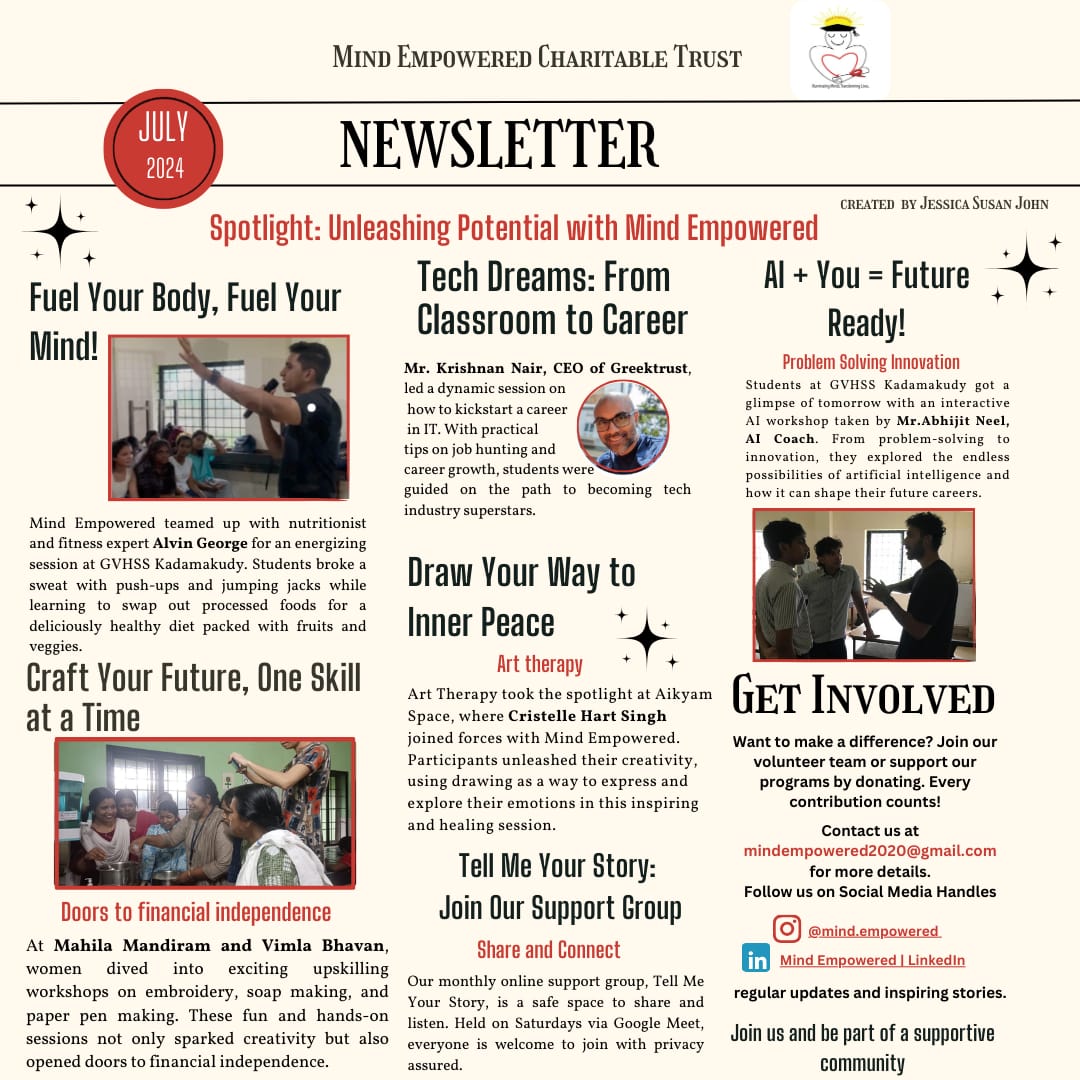 Mind Empowered Charitable Trust
Illuminating Minds, Transforming Lives.
JULY
2024
NEWSLETTER
created by Jessica Susan John
Spotlight: Unleashing Potential with Mind Empowered
Fuel Your Body, Fuel Your
Mind!
Mind Empowered teamed up with nutritionist
and fitness expert Alvin George for an energizing
session at GVHSS Kadamakudy. Students broke a
sweat with push-ups and jumping jacks while
learning to swap out processed foods for a
deliciously healthy diet packed with fruits and
veggies.
Craft Your Future, One Skill
at a Time
Doors to financial independence
At Mahila Mandiram and Vimla Bhavan,
women dived into exciting upskilling
workshops on embroidery, soap making, and
paper pen making. These fun and hands-on
sessions not only sparked creativity but also
opened doors to financial independence.
Tech Dreams: From
Classroom to Career
Mr. Krishnan Nair, CEO of Greektrust,
led a dynamic session on
how to kickstart a career
in IT. With practical
tips on job hunting and
career growth, students were
guided on the path to becoming tech
industry superstars.
Draw Your Way to
Inner Peace
Art therapy
Art Therapy took the spotlight at Aikyam
Space, where Cristelle Hart Singh
joined forces with Mind Empowered.
Participants unleashed their creativity,
using drawing as a way to express and
explore their emotions in this inspiring
and healing session.
Tell Me Your Story:
Join Our Support Group
Share and Connect
Our monthly online support group, Tell Me
Your Story, is a safe space to share and
listen. Held on Saturdays via Google Meet,
everyone is welcome to join with privacy
assured.
AI + You = Future
Ready!
Problem Solving Innovation
Students at GVHSS Kadamakudy got a
glimpse of tomorrow with an interactive
AI workshop taken by Mr.Abhijit Neel,
AI Coach. From problem-solving to
innovation, they explored the endless
possibilities of artificial intelligence and
how it can shape their future careers.
Get Involved
Want to make a difference? Join our
volunteer team or support our
programs by donating. Every
contribution counts!
Contact us at
mindempowered2020@gmail.com
for more details.
Follow us on Social Media Handles
@mind.empowered
in Mind Empowered | LinkedIn
regular updates and inspiring stories.
Join us and be part of a supportive
community